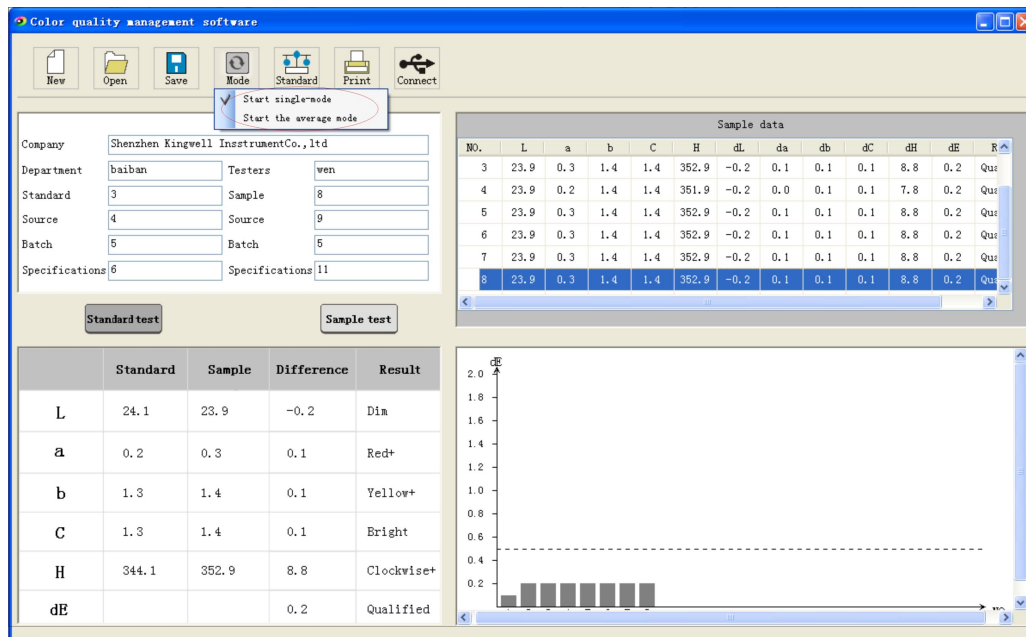 Color quality management software
New Open Save Mode Standard Print Connect
Start single-mode
Start the average mode
Company Shenzhen Kingwell InsstrumentCo.,ltd
Department baiban Testers wen
Standard 3 Sample 8
Source 4 Source 9
Batch 5 Batch 5
Specifications 6 Specifications 11
Standard test Sample test
Sample data
NO. L a b C H dL da db dC dH dE R
3 23.9 0.3 1.4 1.4 352.9 -0.2 0.1 0.1 0.1 8.8 0.2 Qua
4 23.9 0.2 1.4 1.4 351.9 -0.2 0.0 0.1 0.1 7.8 0.2 Qua
5 23.9 0.3 1.4 1.4 352.9 -0.2 0.1 0.1 0.1 8.8 0.2 Qua
6 23.9 0.3 1.4 1.4 352.9 -0.2 0.1 0.1 0.1 8.8 0.2 Qua
7 23.9 0.3 1.4 1.4 352.9 -0.2 0.1 0.1 0.1 8.8 0.2 Qua
8 23.9 0.3 1.4 1.4 352.9 -0.2 0.1 0.1 0.1 8.8 0.2 Qua
Standard Sample Difference Result
L 24.1 23.9 -0.2 Dim
a 0.2 0.3 0.1 Red+
b 1.3 1.4 0.1 Yellow+
C 1.3 1.4 0.1 Bright
H 344.1 352.9 8.8 Clockwise+
dE 0.2 Qualified
dE
2.0
1.8
1.6
1.4
1.2
1.0
0.8
0.6
0.4
0.2